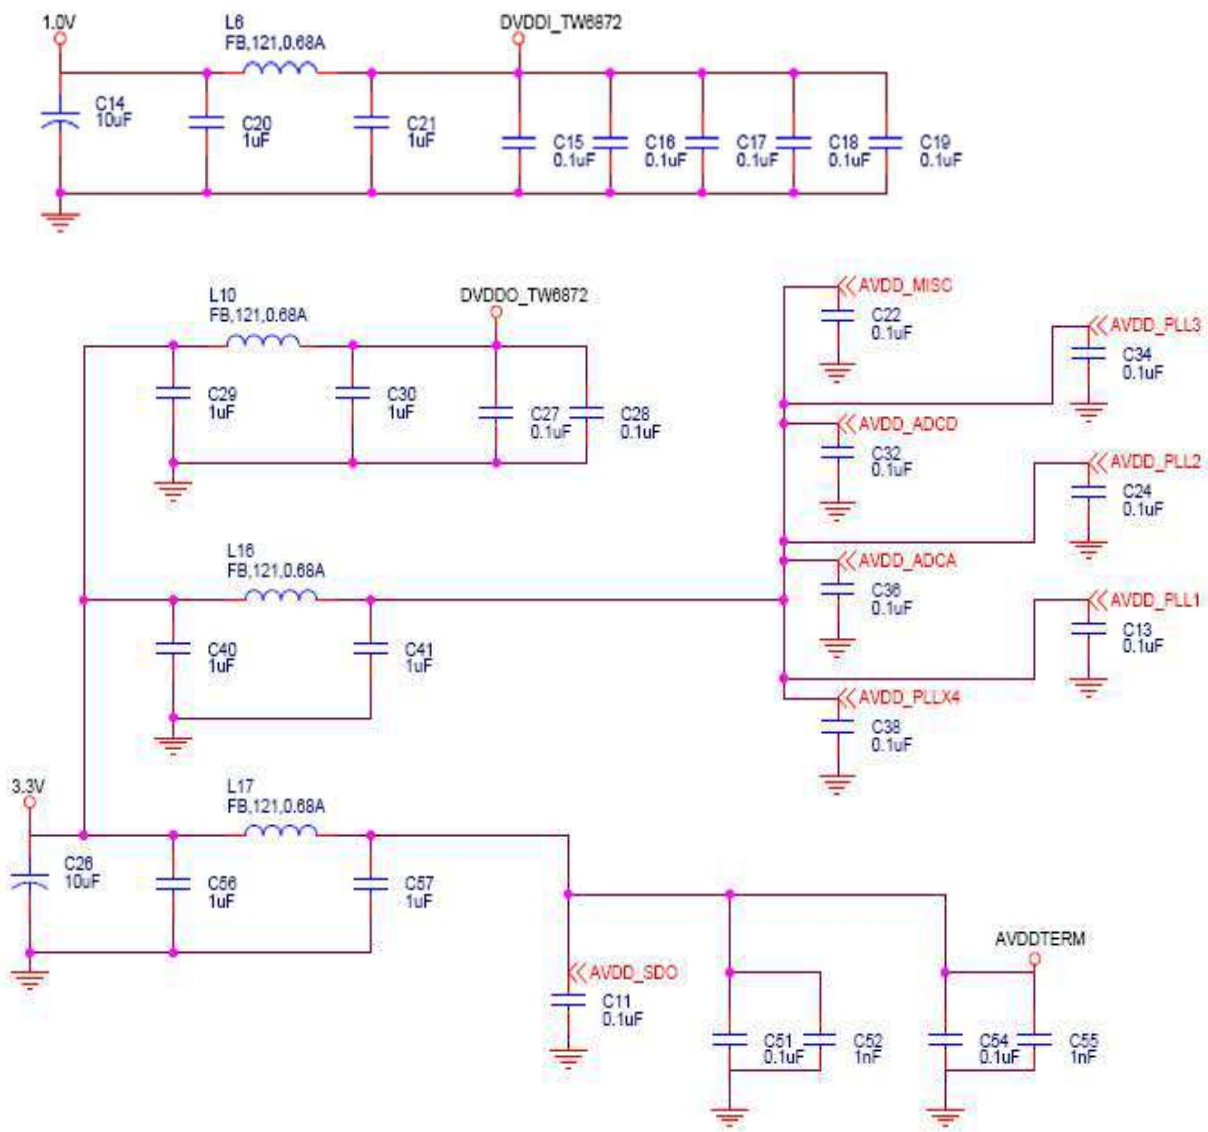 1.0V
L6
FB,121,0.68A
DVDDI_TW6872
C14
10uF
C20
1uF
C21
1uF
C15
0.1uF
C16
0.1uF
C17
0.1uF
C18
0.1uF
C19
0.1uF
L10
FB,121,0.68A
DVDDO_TW6872
C29
1uF
C30
1uF
C27
0.1uF
C28
0.1uF
AVDD_MISC
C22
0.1uF
AVDD_PLL3
C34
0.1uF
AVDD_ADCD
C32
0.1uF
AVDD_PLL2
C24
0.1uF
L16
FB,121,0.68A
C40
1uF
C41
1uF
AVDD_ADCA
C36
0.1uF
AVDD_PLL1
C13
0.1uF
AVDD_PLLX4
C38
0.1uF
3.3V
L17
FB,121,0.68A
C26
10uF
C56
1uF
C57
1uF
AVDD_SDO
C11
0.1uF
C51
0.1uF
C52
1nF
AVDDTERM
C54
0.1uF
C55
1nF